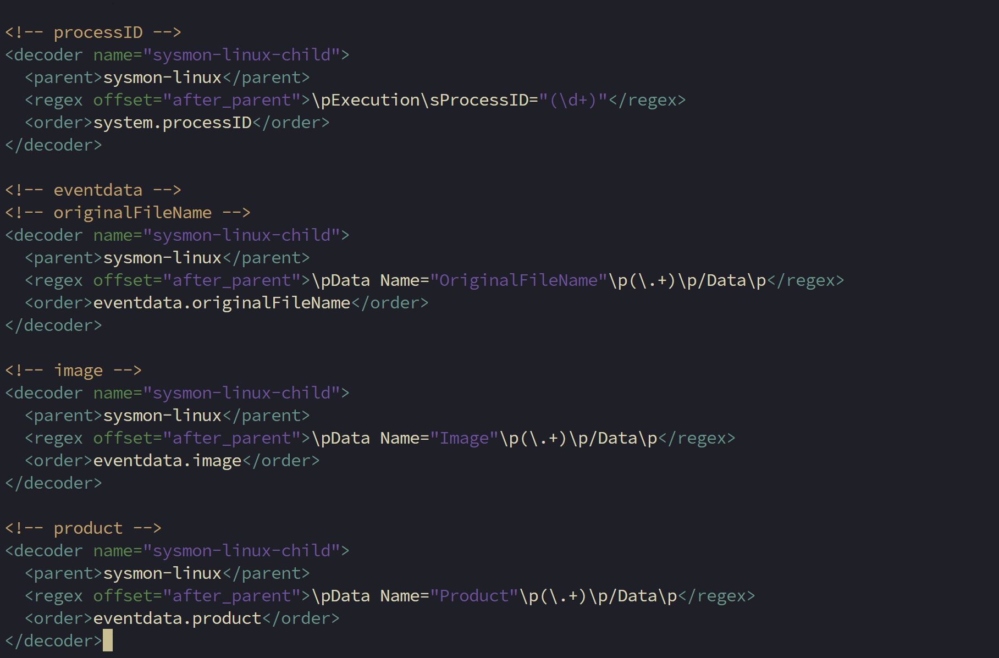 <!-- processID -->
<decoder name="sysmon-linux-child">
  <parent>sysmon-linux</parent>
  <regex offset="after_parent">\pExecution\sProcessID="(\d+)"</regex>
  <order>system.processID</order>
</decoder>

<!-- eventdata -->
<!-- originalFileName -->
<decoder name="sysmon-linux-child">
  <parent>sysmon-linux</parent>
  <regex offset="after_parent">\pData Name="OriginalFileName"\p(\.+)\p/Data\p</regex>
  <order>eventdata.originalFileName</order>
</decoder>

<!-- image -->
<decoder name="sysmon-linux-child">
  <parent>sysmon-linux</parent>
  <regex offset="after_parent">\pData Name="Image"\p(\.+)\p/Data\p</regex>
  <order>eventdata.image</order>
</decoder>

<!-- product -->
<decoder name="sysmon-linux-child">
  <parent>sysmon-linux</parent>
  <regex offset="after_parent">\pData Name="Product"\p(\.+)\p/Data\p</regex>
  <order>eventdata.product</order>
</decoder>